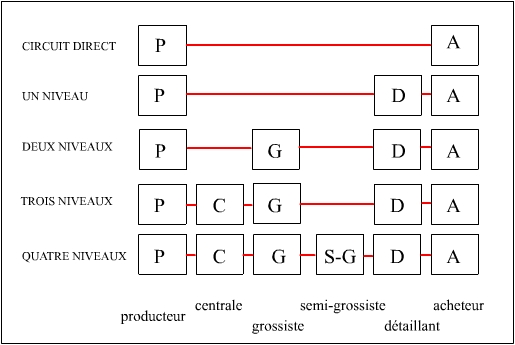 CIRCUIT DIRECT P A
UN NIVEAU P D A
DEUX NIVEAUX P G D A
TROIS NIVEAUX P C G D A
QUATRE NIVEAUX P C G S-G D A
centrale semi-grossiste acheteur
producteur grossiste détaillant